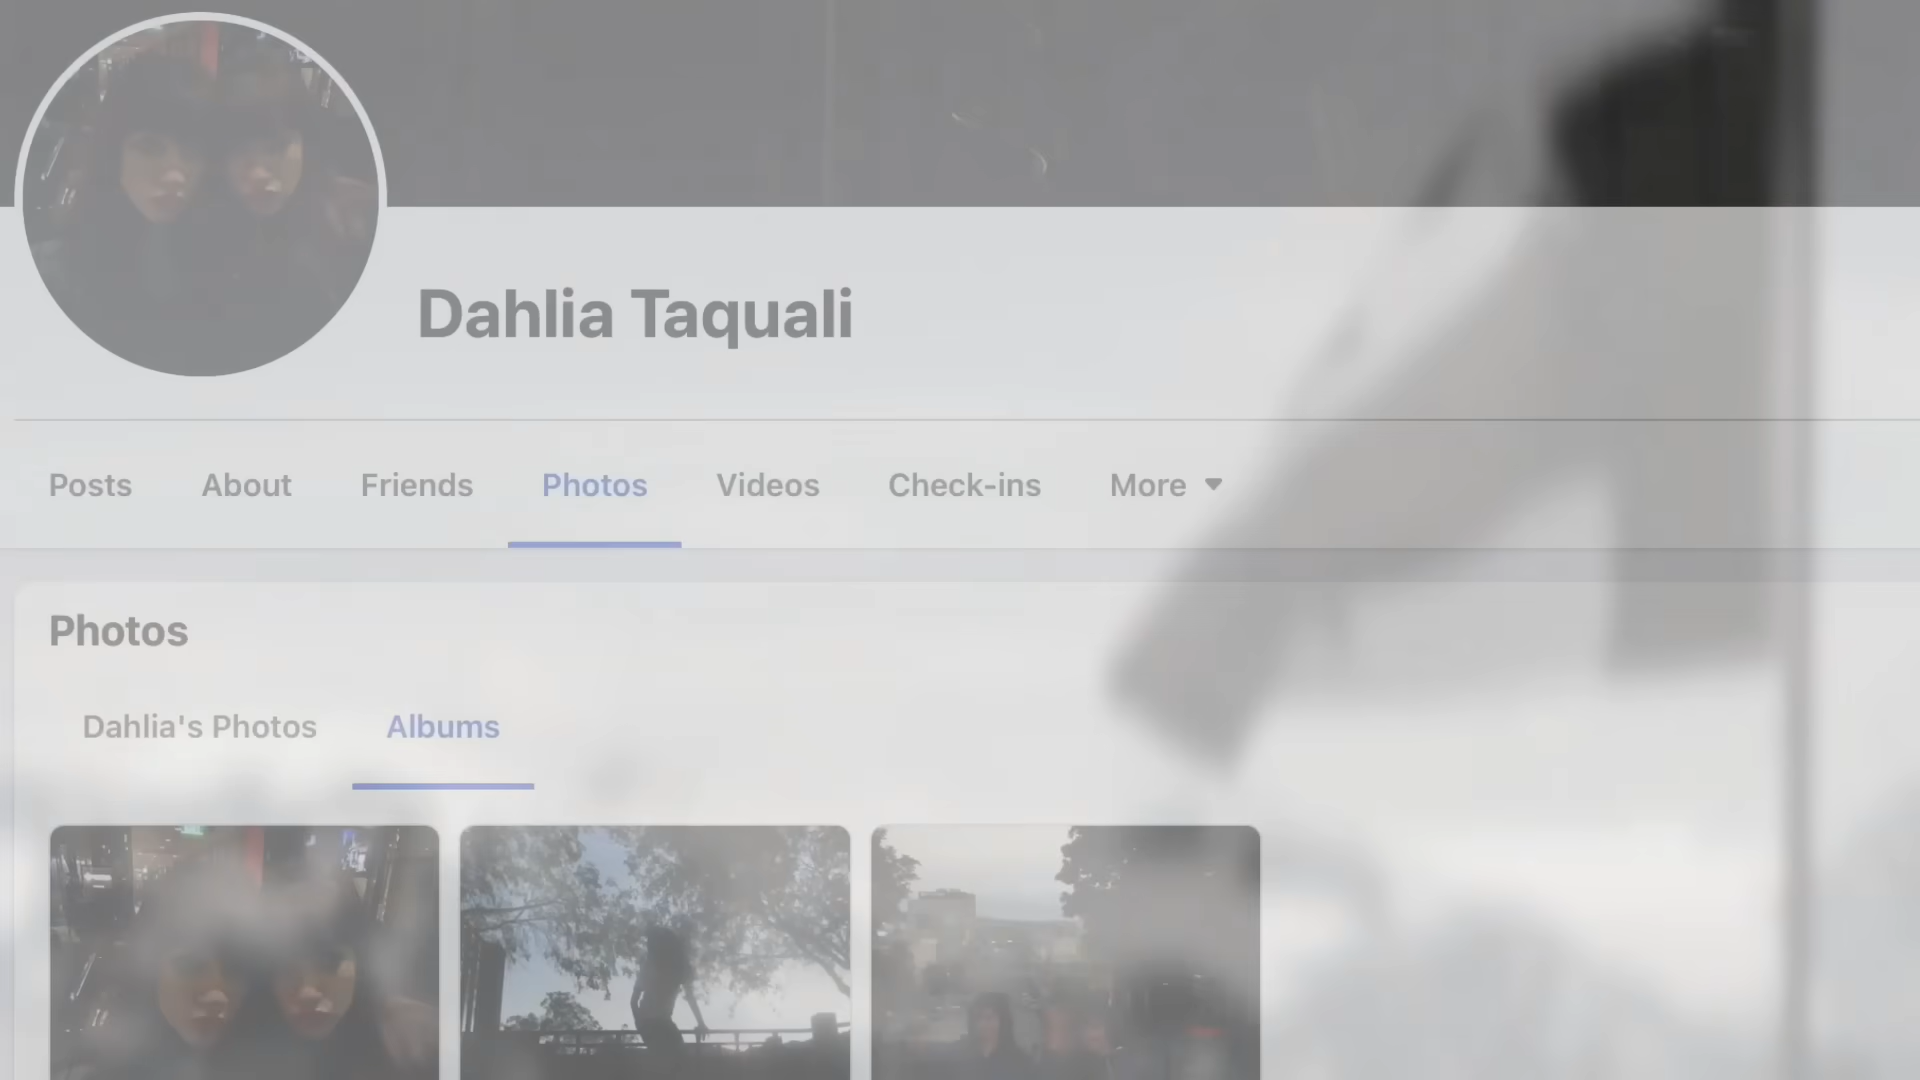 Dahlia Taquali
Posts About Friends Photos Videos Check-ins More
Photos
Dahlia's Photos Albums